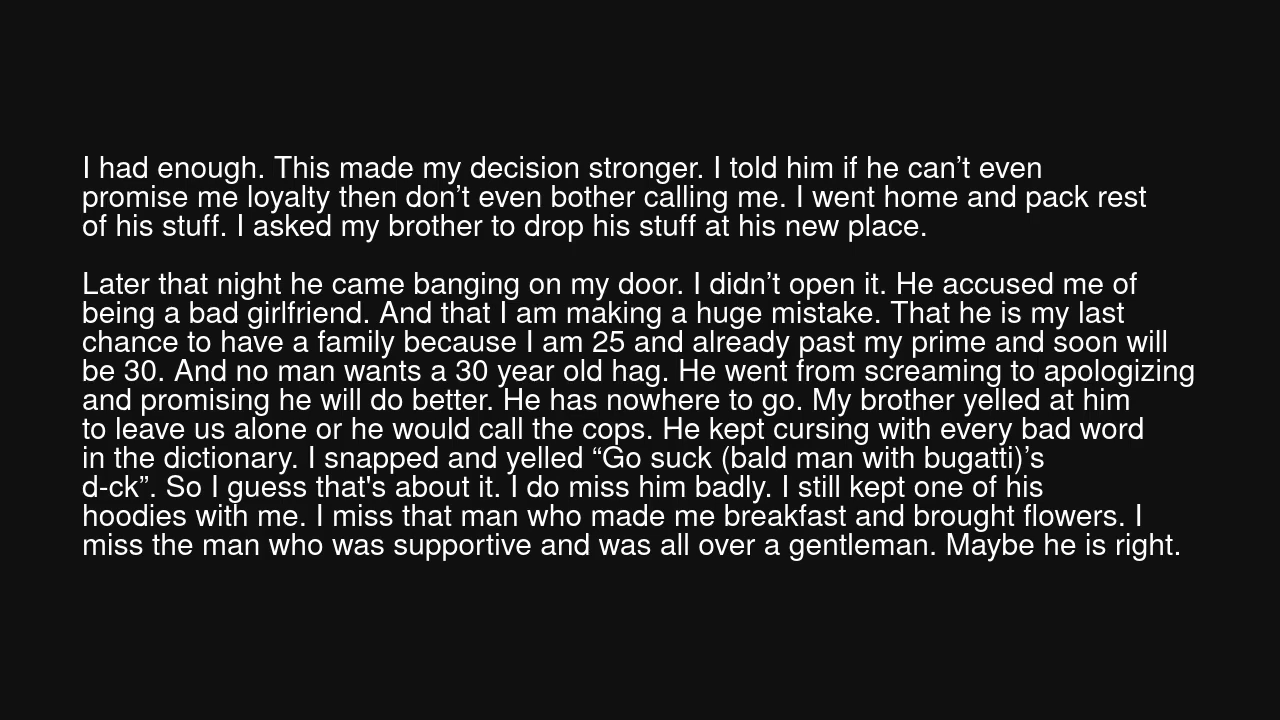 I had enough. This made my decision stronger. I told him if he can’t even
promise me loyalty then don’t even bother calling me. I went home and pack rest
of his stuff. I asked my brother to drop his stuff at his new place.
Later that night he came banging on my door. I didn’t open it. He accused me of
being a bad girlfriend. And that I am making a huge mistake. That he is my last
chance to have a family because I am 25 and already past my prime and soon will
be 30. And no man wants a 30 year old hag. He went from screaming to apologizing
and promising he will do better. He has nowhere to go. My brother yelled at him
to leave us alone or he would call the cops. He kept cursing with every bad word
in the dictionary. I snapped and yelled “Go suck (bald man with bugatti)’s
d-ck”. So I guess that's about it. I do miss him badly. I still kept one of his
hoodies with me. I miss that man who made me breakfast and brought flowers. I
miss the man who was supportive and was all over a gentleman. Maybe he is right.